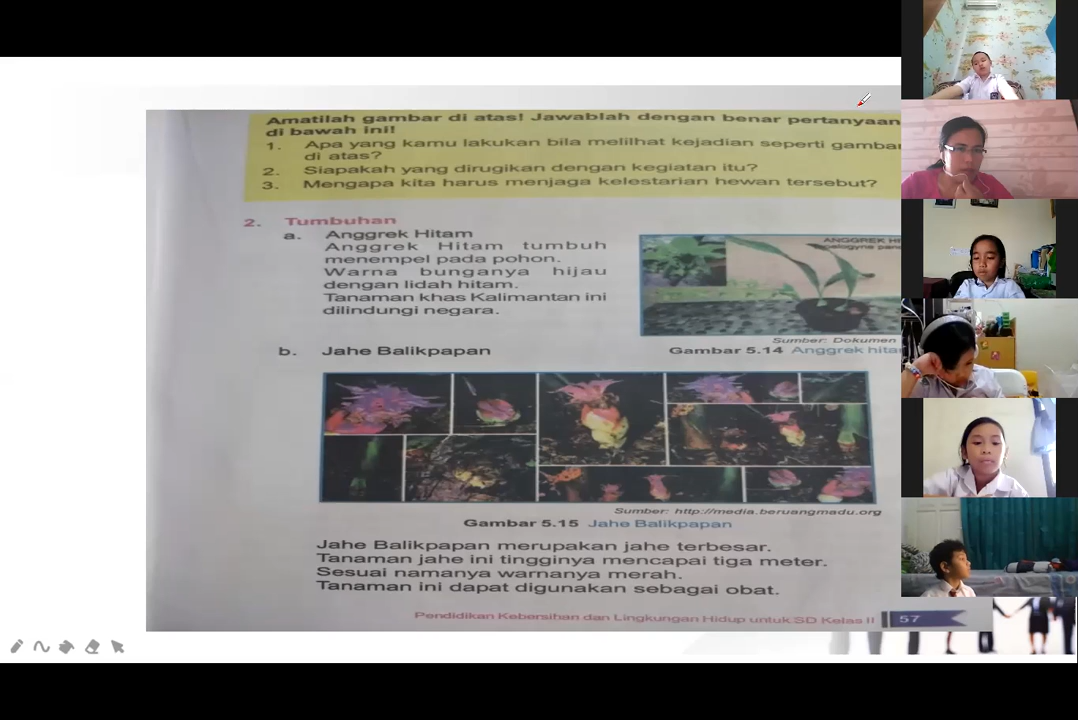 Amatilah gambar di atas! Jawablah dengan benar pertanyaan
di bawah ini!
1. Apa yang kamu lakukan bila melilhat kejadian seperti gambar
di atas?
2. Siapakah yang dirugikan dengan kegiatan itu?
3. Mengapa kita harus menjaga kelestarian hewan tersebut?
2. Tumbuhan
a. Anggrek Hitam
Anggrek Hitam tumbuh
menempel pada pohon.
Warna bunganya hijau
dengan lidah hitam.
Tanaman khas Kalimantan ini
dilindungi negara.
ANGGREK HI
Sumber: Dokumen
Gambar 5.14 Anggrek hita
b. Jahe Balikpapan
Sumber: http://media.beruangmadu.org
Gambar 5.15 Jahe Balikpapan
Jahe Balikpapan merupakan jahe terbesar.
Tanaman jahe ini tingginya mencapai tiga meter.
Sesuai namanya warnanya merah.
Tanaman ini dapat digunakan sebagai obat.
Pendidikan Kebersihan dan Lingkungan Hidup untuk SD Kelas II 57